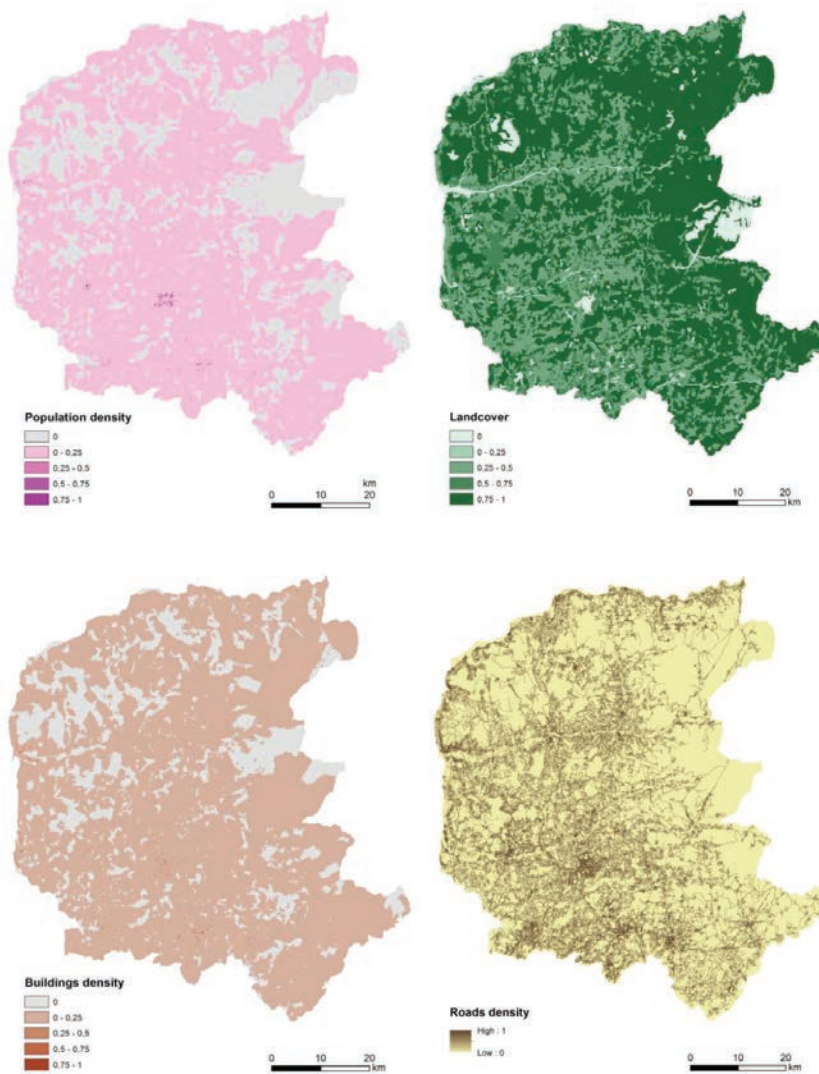 Population density
0
0 - 0,25
0,25 - 0,5
0,5 - 0,75
0,75 - 1
km
0 10 20
Landcover
0
0 - 0,25
0,25 - 0,5
0,5 - 0,75
0,75 - 1
km
0 10 20
Buildings density
0
0 - 0,25
0,25 - 0,5
0,5 - 0,75
0,75 - 1
0 10 20
km
Roads density
High : 1
Low : 0
0 10 20
km